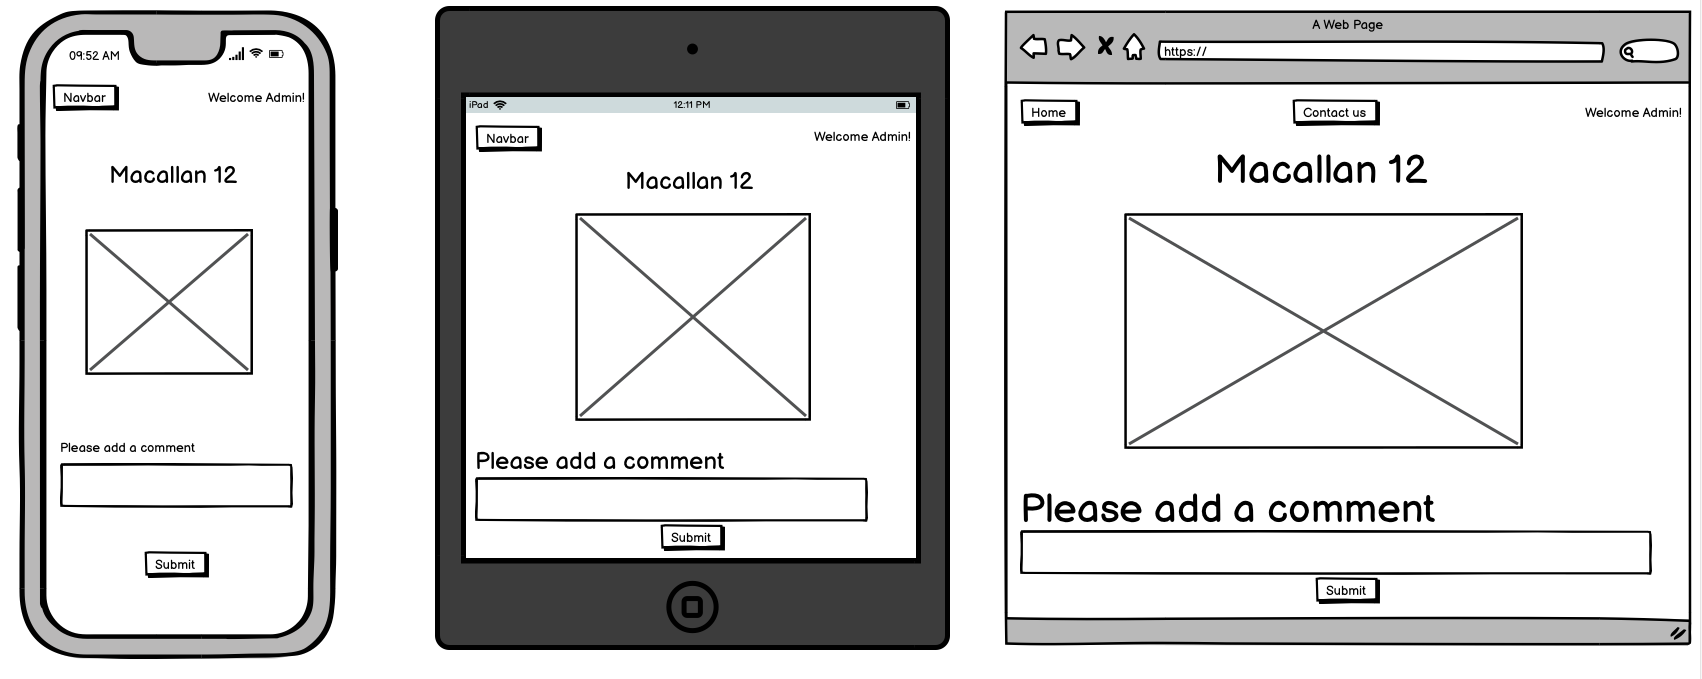 09:52 AM
Navbar
Welcome Admin!
Macallan 12
Please add a comment
Submit
iPad
12:11 PM
Navbar
Welcome Admin!
Macallan 12
Please add a comment
Submit
A Web Page
https://
Home
Contact us
Welcome Admin!
Macallan 12
Please add a comment
Submit